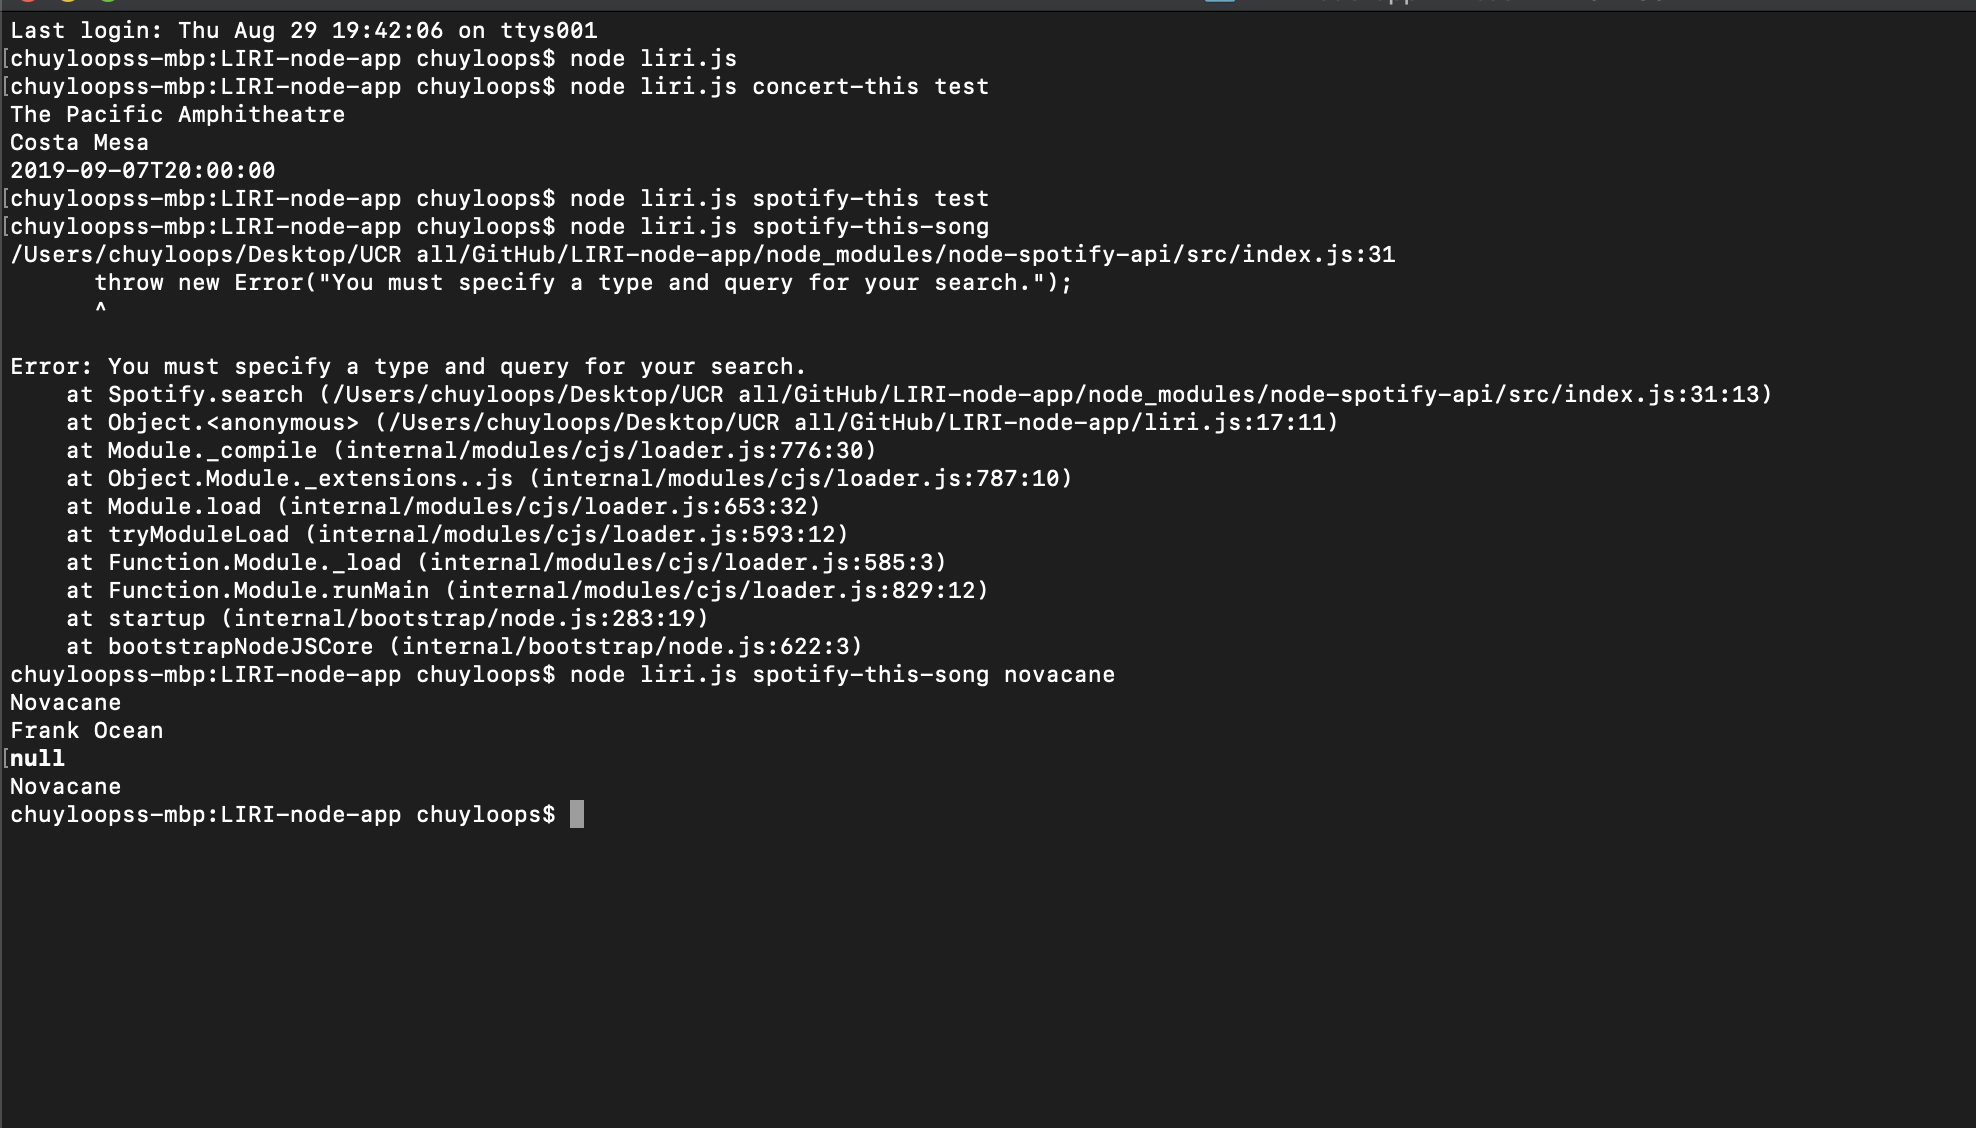 Last login: Thu Aug 29 19:42:06 on ttys001
[chuyloopss-mbp:LIRI-node-app chuyloops$ node liri.js
[chuyloopss-mbp:LIRI-node-app chuyloops$ node liri.js concert-this test
The Pacific Amphitheatre
Costa Mesa
2019-09-07T20:00:00
[chuyloopss-mbp:LIRI-node-app chuyloops$ node liri.js spotify-this test
[chuyloopss-mbp:LIRI-node-app chuyloops$ node liri.js spotify-this-song
/Users/chuyloops/Desktop/UCR all/GitHub/LIRI-node-app/node_modules/node-spotify-api/src/index.js:31
      throw new Error("You must specify a type and query for your search.");
      ^
Error: You must specify a type and query for your search.
    at Spotify.search (/Users/chuyloops/Desktop/UCR all/GitHub/LIRI-node-app/node_modules/node-spotify-api/src/index.js:31:13)
    at Object.<anonymous> (/Users/chuyloops/Desktop/UCR all/GitHub/LIRI-node-app/liri.js:17:11)
    at Module._compile (internal/modules/cjs/loader.js:776:30)
    at Object.Module._extensions..js (internal/modules/cjs/loader.js:787:10)
    at Module.load (internal/modules/cjs/loader.js:653:32)
    at tryModuleLoad (internal/modules/cjs/loader.js:593:12)
    at Function.Module._load (internal/modules/cjs/loader.js:585:3)
    at Function.Module.runMain (internal/modules/cjs/loader.js:829:12)
    at startup (internal/bootstrap/node.js:283:19)
    at bootstrapNodeJSCore (internal/bootstrap/node.js:622:3)
chuyloopss-mbp:LIRI-node-app chuyloops$ node liri.js spotify-this-song novacane
Novacane
Frank Ocean
[null
Novacane
chuyloopss-mbp:LIRI-node-app chuyloops$